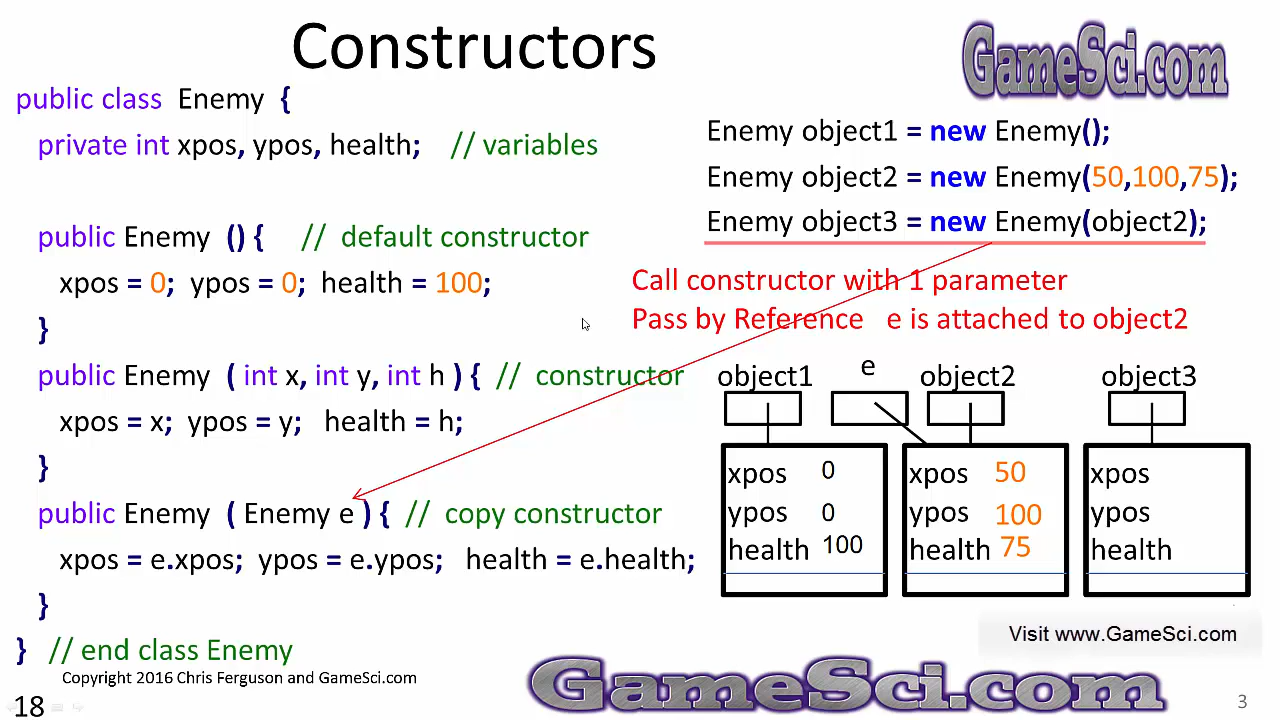 Constructors
GameSci.com
public class Enemy {
private int xpos, ypos, health; // variables
public Enemy () { // default constructor
xpos = 0; ypos = 0; health = 100;
}
public Enemy ( int x, int y, int h ) { // constructor
xpos = x; ypos = y; health = h;
}
public Enemy ( Enemy e ) { // copy constructor
xpos = e.xpos; ypos = e.ypos; health = e.health;
}
} // end class Enemy
Copyright 2016 Chris Ferguson and GameSci.com
18
Enemy object1 = new Enemy();
Enemy object2 = new Enemy(50,100,75);
Enemy object3 = new Enemy(object2);
Call constructor with 1 parameter
Pass by Reference e is attached to object2
object1 e object2 object3
xpos 0 xpos 50 xpos
ypos 0 ypos 100 ypos
health 100 health 75 health
Visit www.GameSci.com
GameSci.com
3